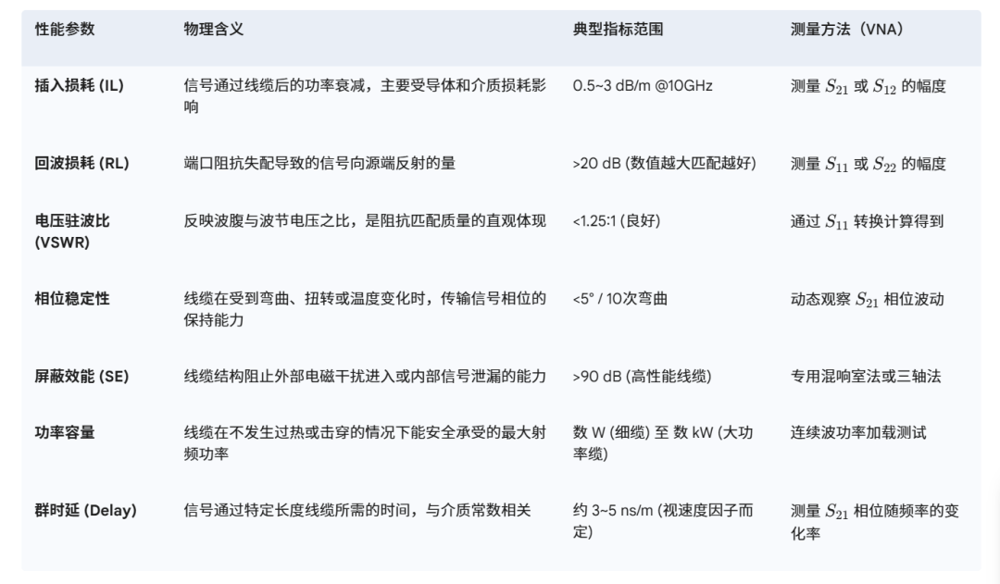 性能参数 物理含义 典型指标范围 测量方法（VNA）
插入损耗 (IL) 信号通过线缆后的功率衰减，主要受导体和介质损耗影 0.5~3 dB/m @10GHz 测量 S21 或 S12 的幅度
响
回波损耗 (RL) 端口阻抗失配导致的信号向源端反射的量 >20 dB (数值越大匹配越好) 测量 S11 或 S22 的幅度
电压驻波比 反映波腹与波节电压之比，是阻抗匹配质量的直观体现 <1.25:1 (良好) 通过 S11 转换计算得到
(VSWR)
相位稳定性 线缆在受到弯曲、扭转或温度变化时，传输信号相位的 <5° / 10次弯曲 动态观察 S21 相位波动
保持能力
屏蔽效能 (SE) 线缆结构阻止外部电磁干扰进入或内部信号泄漏的能力 >90 dB (高性能线缆) 专用混响室法或三轴法
功率容量 线缆在不发生过热或击穿的情况下能安全承受的最大射 数 W (细缆) 至 数 kW (大功 连续波功率加载测试
频功率 率缆)
群时延 (Delay) 信号通过特定长度线缆所需的时间，与介质常数相关 约 3~5 ns/m (视速度因子而 测量 S21 相位随频率的变
定) 化率